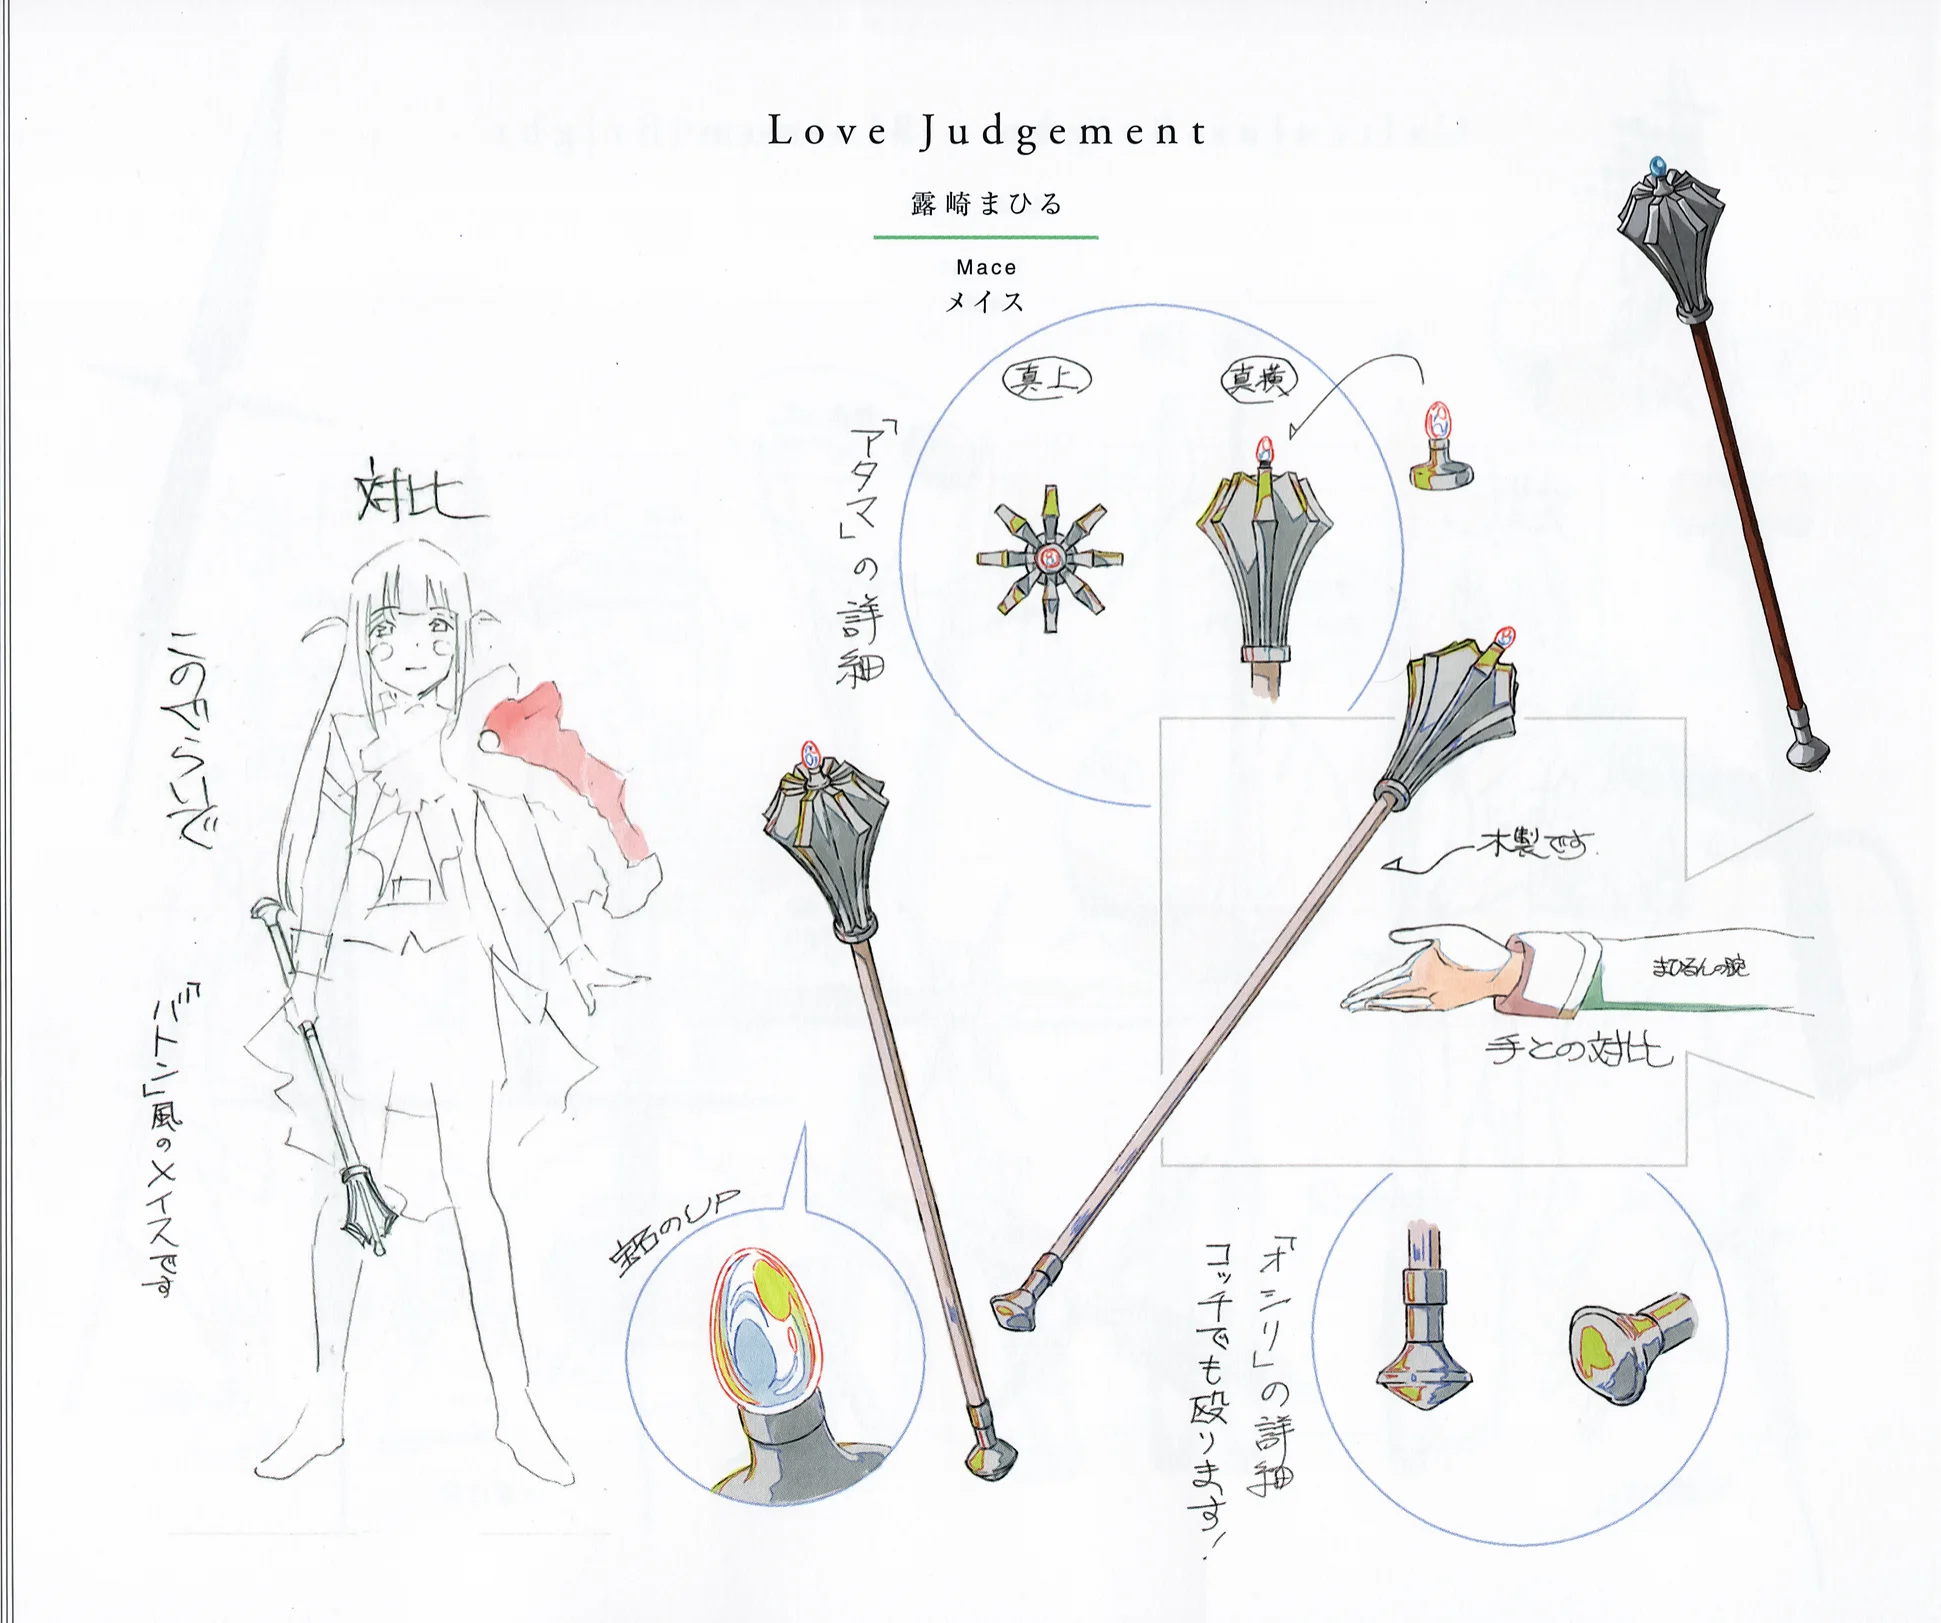 Love Judgement
露崎まひる
Mace
メイス
真上
真横
「アタマ」の詳細
対比
このくらいで
「バトン」風のメイスです
木製です
まひるんの腕
手との対比
宝石のUP
「オシリ」の詳細
コッチでも殴ります!